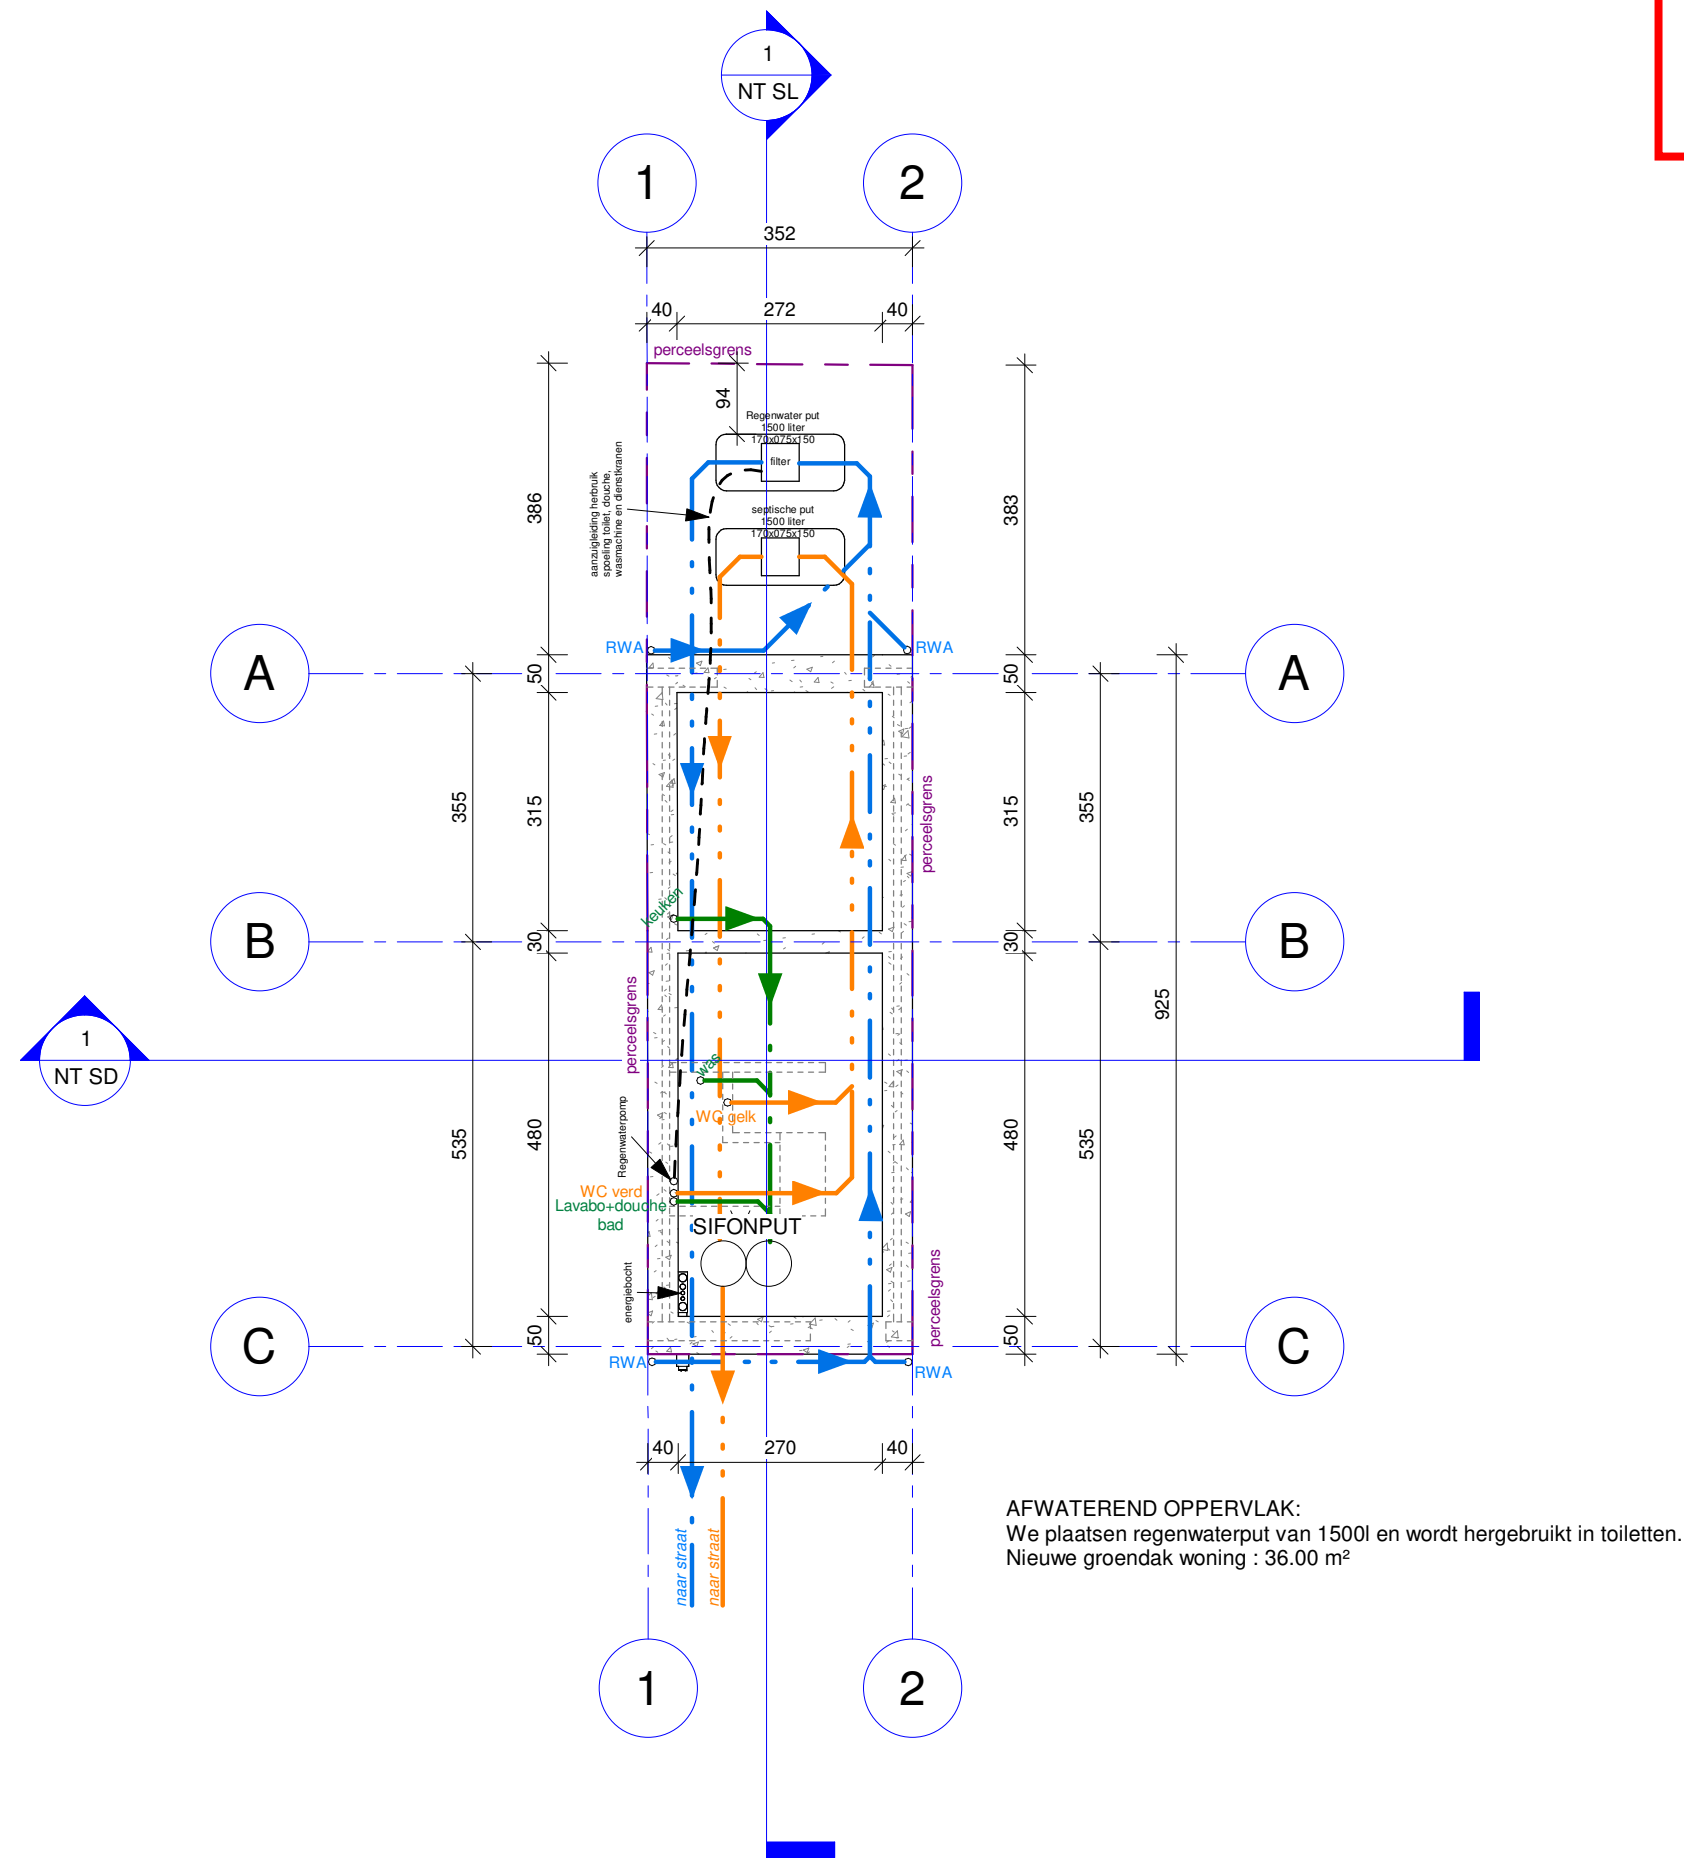 1
NT SL
1
2
352
40
272
40
perceelsgrens
94
Regenwater put
1500 liter
170x075x150
filter
aanzuigleiding herbruik
spoeling toilet, douche,
wasmachine en dienstkranen
septische put
1500 liter
170x075x150
386
383
RWA
RWA
A
50
50
A
355
315
perceelsgrens
315
355
keuken
B
30
30
B
925
perceelsgrens
1
NT SD
was
WC gelk
Regenwaterpomp
535
480
480
535
WC verd
Lavabo+douche
bad
SIFONPUT
energiebocht
perceelsgrens
C
50
50
C
RWA
RWA
40
270
40
naar straat
naar straat
AFWATEREND OPPERVLAK:
We plaatsen regenwaterput van 1500l en wordt hergebruikt in toiletten.
Nieuwe groendak woning : 36.00 m²
1
2